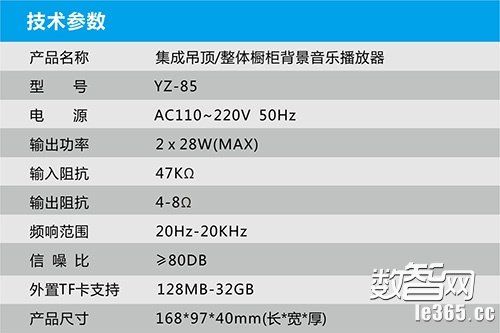 技术参数
产品名称 集成吊顶/整体橱柜背景音乐播放器
型 号 YZ-85
电 源 AC110~220V 50Hz
输出功率 2 x 28W(MAX)
输入阻抗 47KΩ
输出阻抗 4-8Ω
频响范围 20Hz-20KHz
信 噪 比 ≥80DB
外置TF卡支持 128MB-32GB
产品尺寸 168*97*40mm(长*宽*厚)
数智网
le365.cc